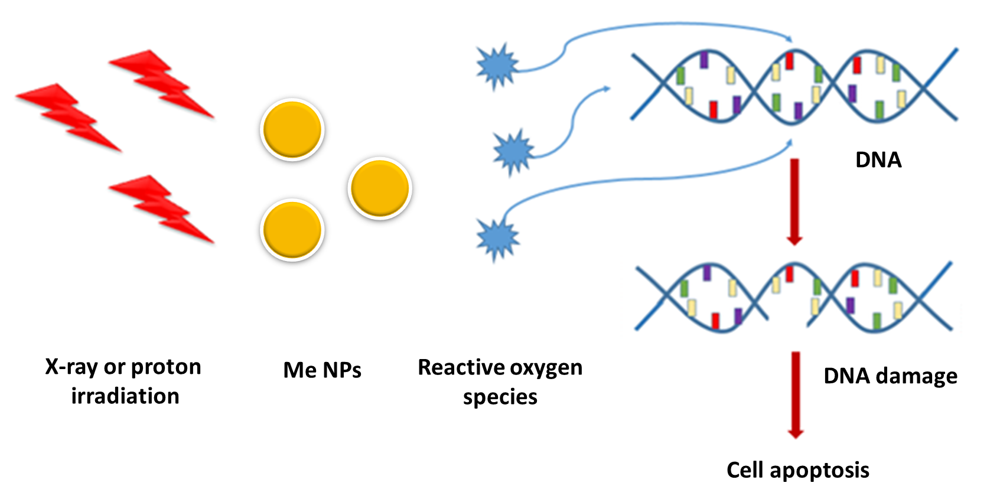 X-ray or proton
irradiation
Me NPs
Reactive oxygen
species
DNA
DNA damage
Cell apoptosis